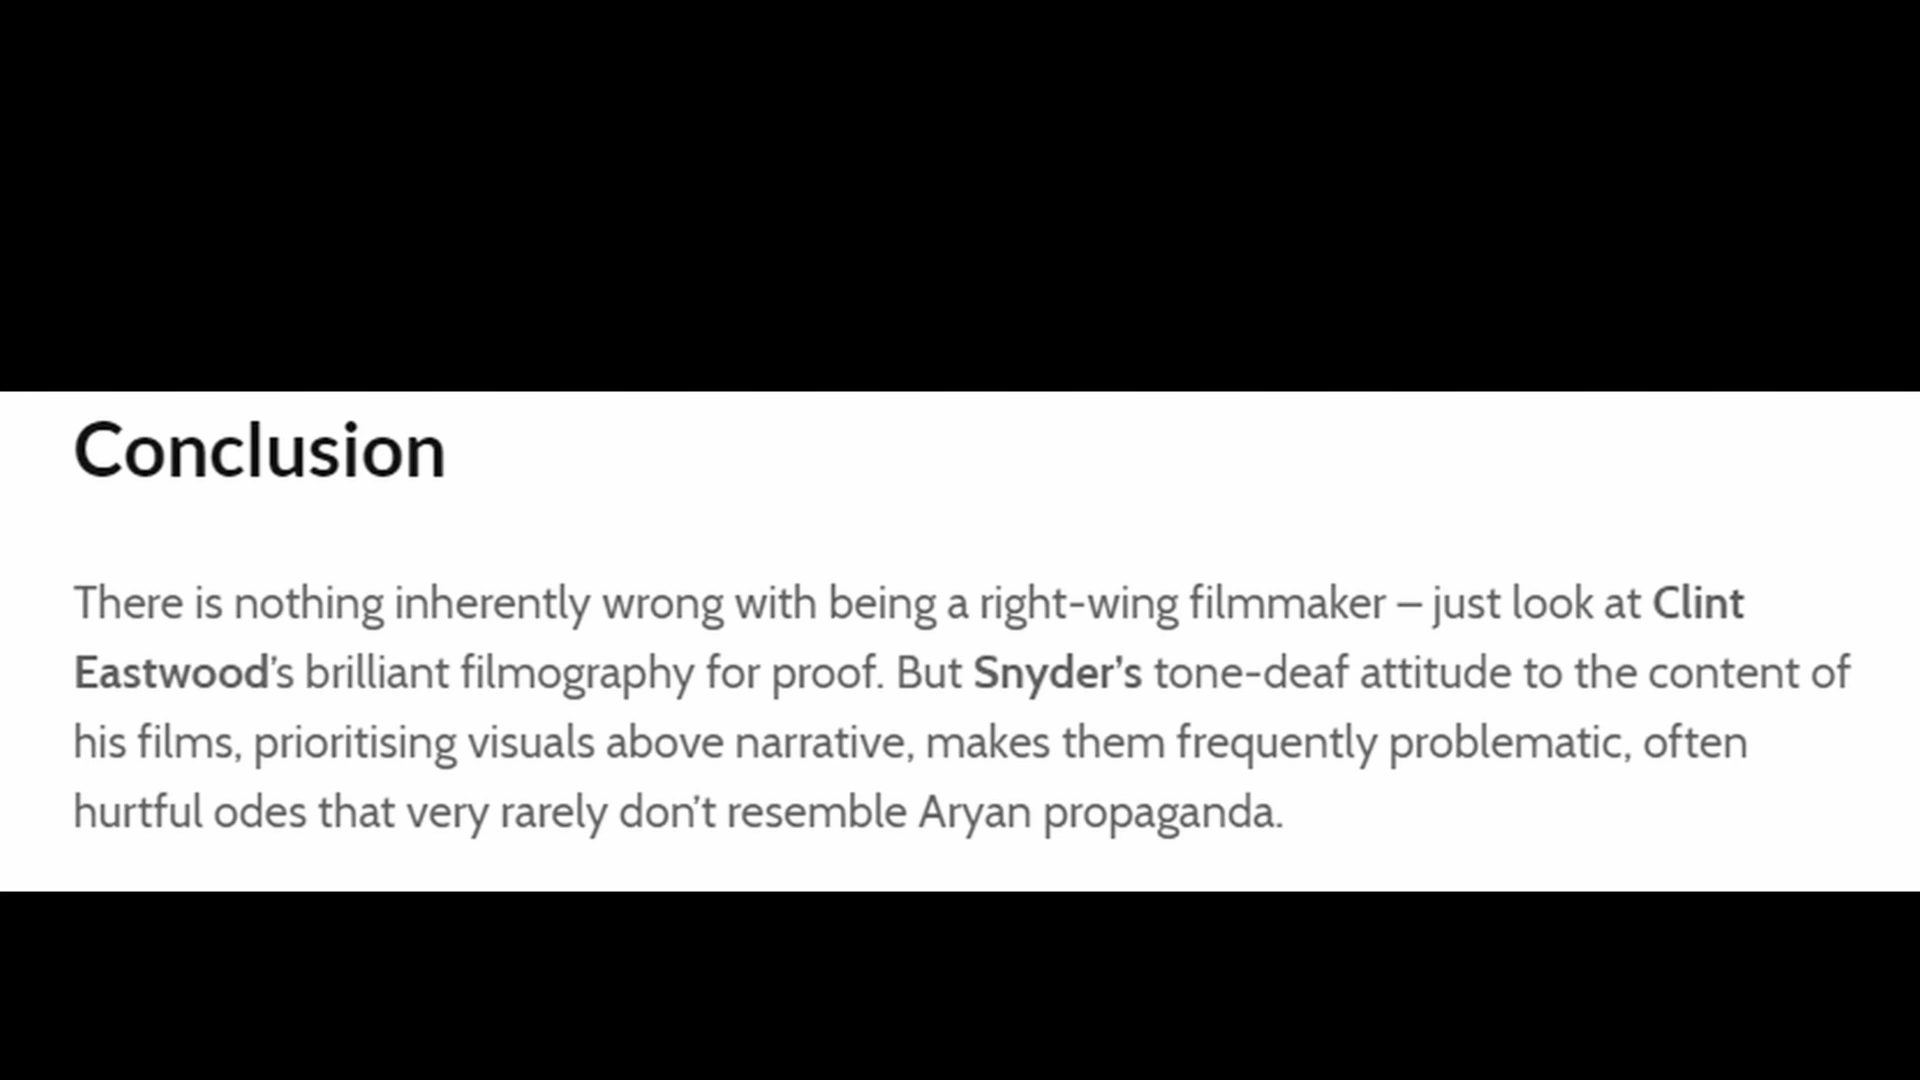 Conclusion
There is nothing inherently wrong with being a right-wing filmmaker – just look at Clint
Eastwood's brilliant filmography for proof. But Snyder's tone-deaf attitude to the content of
his films, prioritising visuals above narrative, makes them frequently problematic, often
hurtful odes that very rarely don't resemble Aryan propaganda.